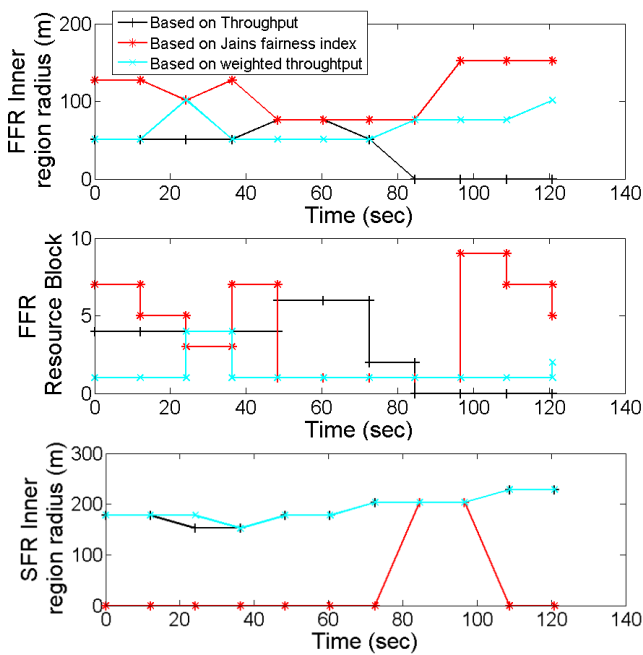 Based on Throughput
Based on Jains fairness index
Based on weighted throughtput
200
100
0
FFR Inner
region radius (m)
0 20 40 60 80 100 120 140
Time (sec)
10
5
0
FFR
Resource Block
0 20 40 60 80 100 120 140
Time (sec)
300
200
100
0
SFR Inner
region radius (m)
0 20 40 60 80 100 120 140
Time (sec)